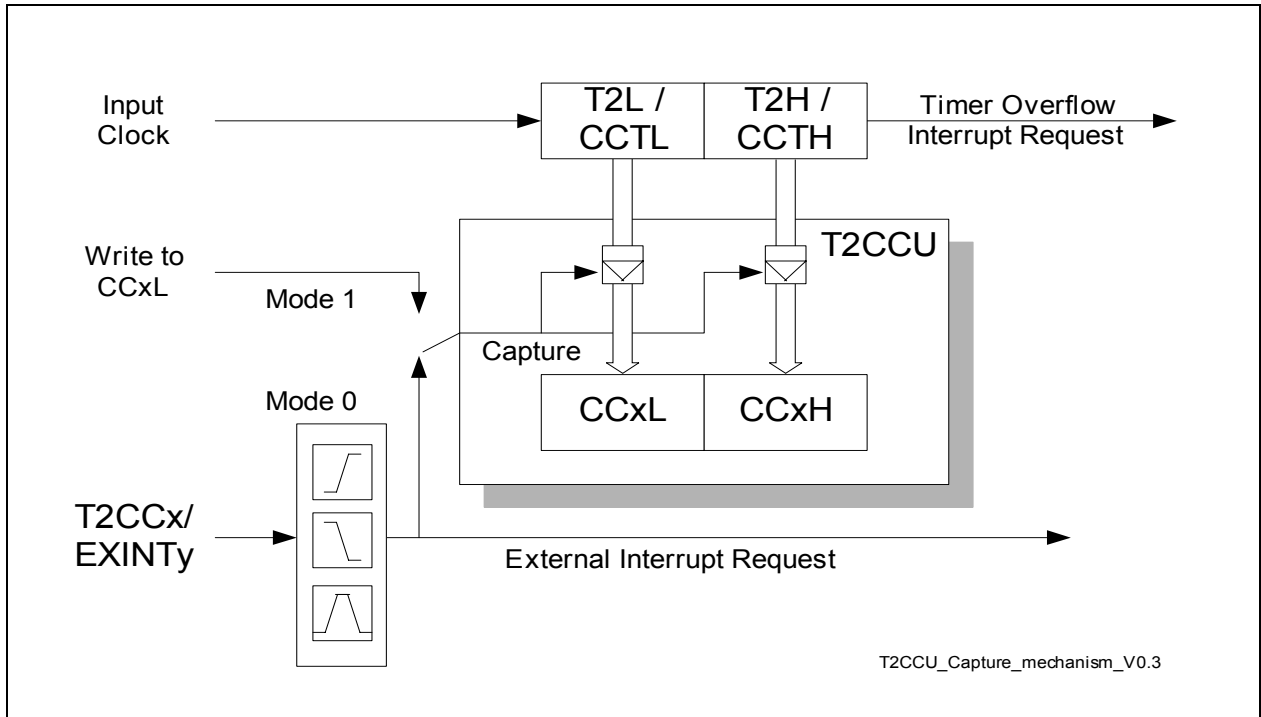 Input
Clock
T2L /
CCTL
T2H /
CCTH
Timer Overflow
Interrupt Request
T2CCU
Write to
CCxL
Mode 1
Capture
CCxL
CCxH
Mode 0
T2CCx/
EXINTy
External Interrupt Request
T2CCU_Capture_mechanism_V0.3